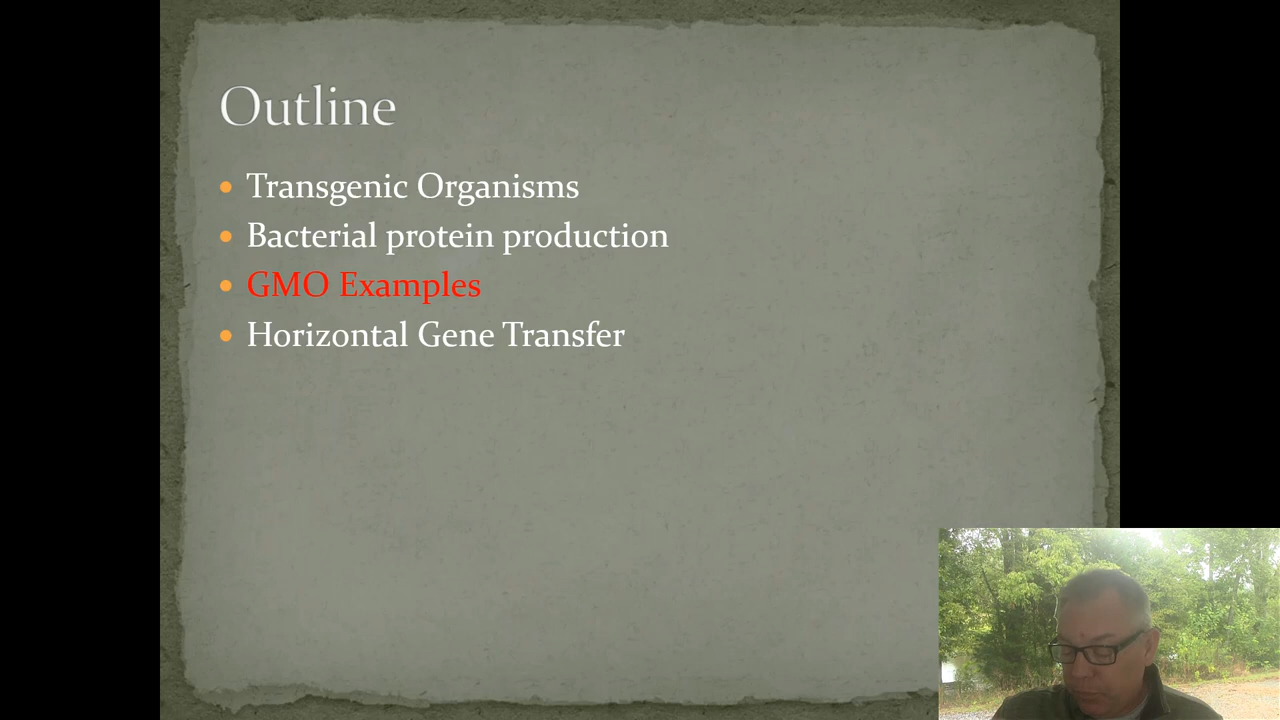 Outline
Transgenic Organisms
Bacterial protein production
GMO Examples
Horizontal Gene Transfer